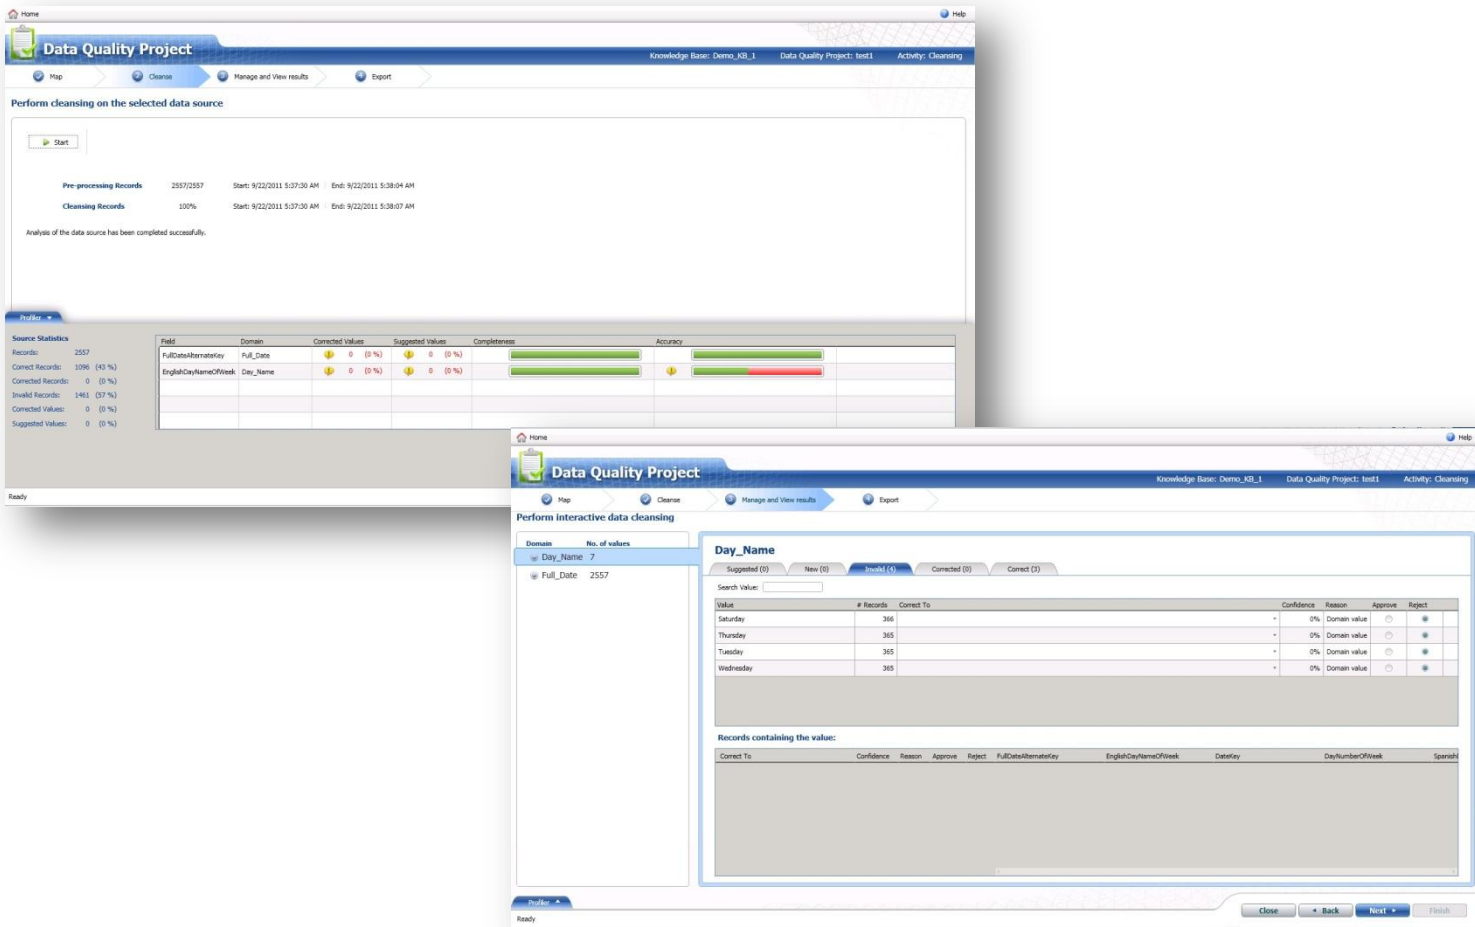 Home Help
Data Quality Project
Knowledge Base: Demo_KB_1 Data Quality Project: test1 Activity: Cleansing
Map 2 Cleanse 3 Manage and View results 4 Export
Perform cleansing on the selected data source
Start
Pre-processing Records 2557/2557 Start: 9/22/2011 5:37:30 AM End: 9/22/2011 5:38:04 AM
Cleansing Records 100% Start: 9/22/2011 5:37:30 AM End: 9/22/2011 5:38:07 AM
Analysis of the data source has been completed successfully.
Profiler
Source Statistics
Records: 2557
Correct Records: 1096 (43 %)
Corrected Records: 0 (0 %)
Invalid Records: 1461 (57 %)
Corrected Values: 0 (0 %)
Suggested Values: 0 (0 %)
Field Domain Corrected Values Suggested Values Completeness Accuracy
FullDateAlternateKey Full_Date 0 (0 %) 0 (0 %)
EnglishDayNameOfWeek Day_Name 0 (0 %) 0 (0 %)
Ready
Home Help
Data Quality Project
Knowledge Base: Demo_KB_1 Data Quality Project: test1 Activity: Cleansing
Map Cleanse 3 Manage and View results 4 Export
Perform interactive data cleansing
Domain No. of values
Day_Name 7
Full_Date 2557
Day_Name
Suggested (0) New (0) Invalid (4) Corrected (0) Correct (3)
Search Value:
Value # Records Correct To Confidence Reason Approve Reject
Saturday 366 0% Domain value
Thursday 365 0% Domain value
Tuesday 365 0% Domain value
Wednesday 365 0% Domain value
Records containing the value:
Correct To Confidence Reason Approve Reject FullDateAlternateKey EnglishDayNameOfWeek DateKey DayNumberOfWeek Spanish
Profiler
Ready
Close Back Next Finish